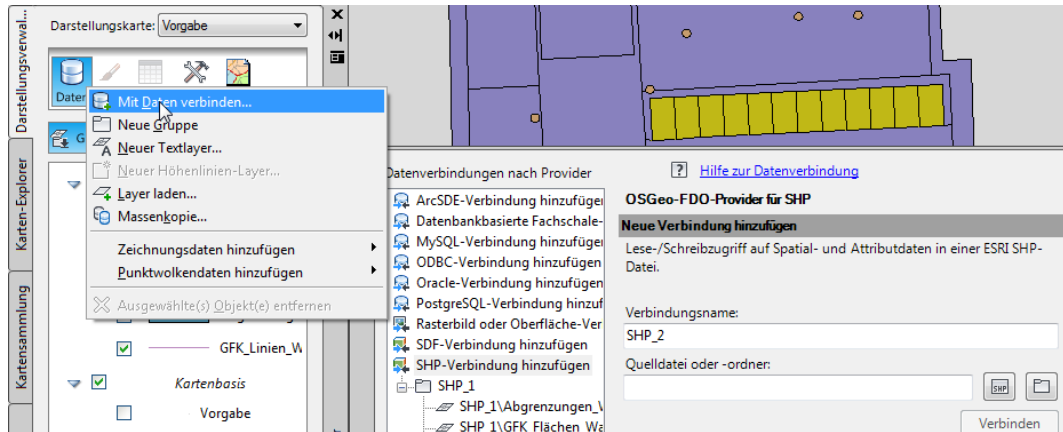 Darstellungsverwal...
Karten-Explorer
Kartensammlung
Darstellungskarte: Vorgabe
Daten
Mit Daten verbinden...
Neue Gruppe
Neuer Textlayer...
Neuer Höhenlinien-Layer...
Layer laden...
Massenkopie...
Zeichnungsdaten hinzufügen
Punktwolkendaten hinzufügen
Ausgewählte(s) Objekt(e) entfernen
GFK_Linien_W
Kartenbasis
Vorgabe
Datenverbindungen nach Provider
ArcSDE-Verbindung hinzufügen
Datenbankbasierte Fachschale-
MySQL-Verbindung hinzufügen
ODBC-Verbindung hinzufügen
Oracle-Verbindung hinzufügen
PostgreSQL-Verbindung hinzuf
Rasterbild oder Oberfläche-Ver
SDF-Verbindung hinzufügen
SHP-Verbindung hinzufügen
SHP_1
SHP_1\Abgrenzungen_V
SHP_1\GFK_Flächen_Wa
? Hilfe zur Datenverbindung
OSGeo-FDO-Provider für SHP
Neue Verbindung hinzufügen
Lese-/Schreibzugriff auf Spatial- und Attributdaten in einer ESRI SHP-
Datei.
Verbindungsname:
SHP_2
Quelldatei oder -ordner:
SHP
Verbinden